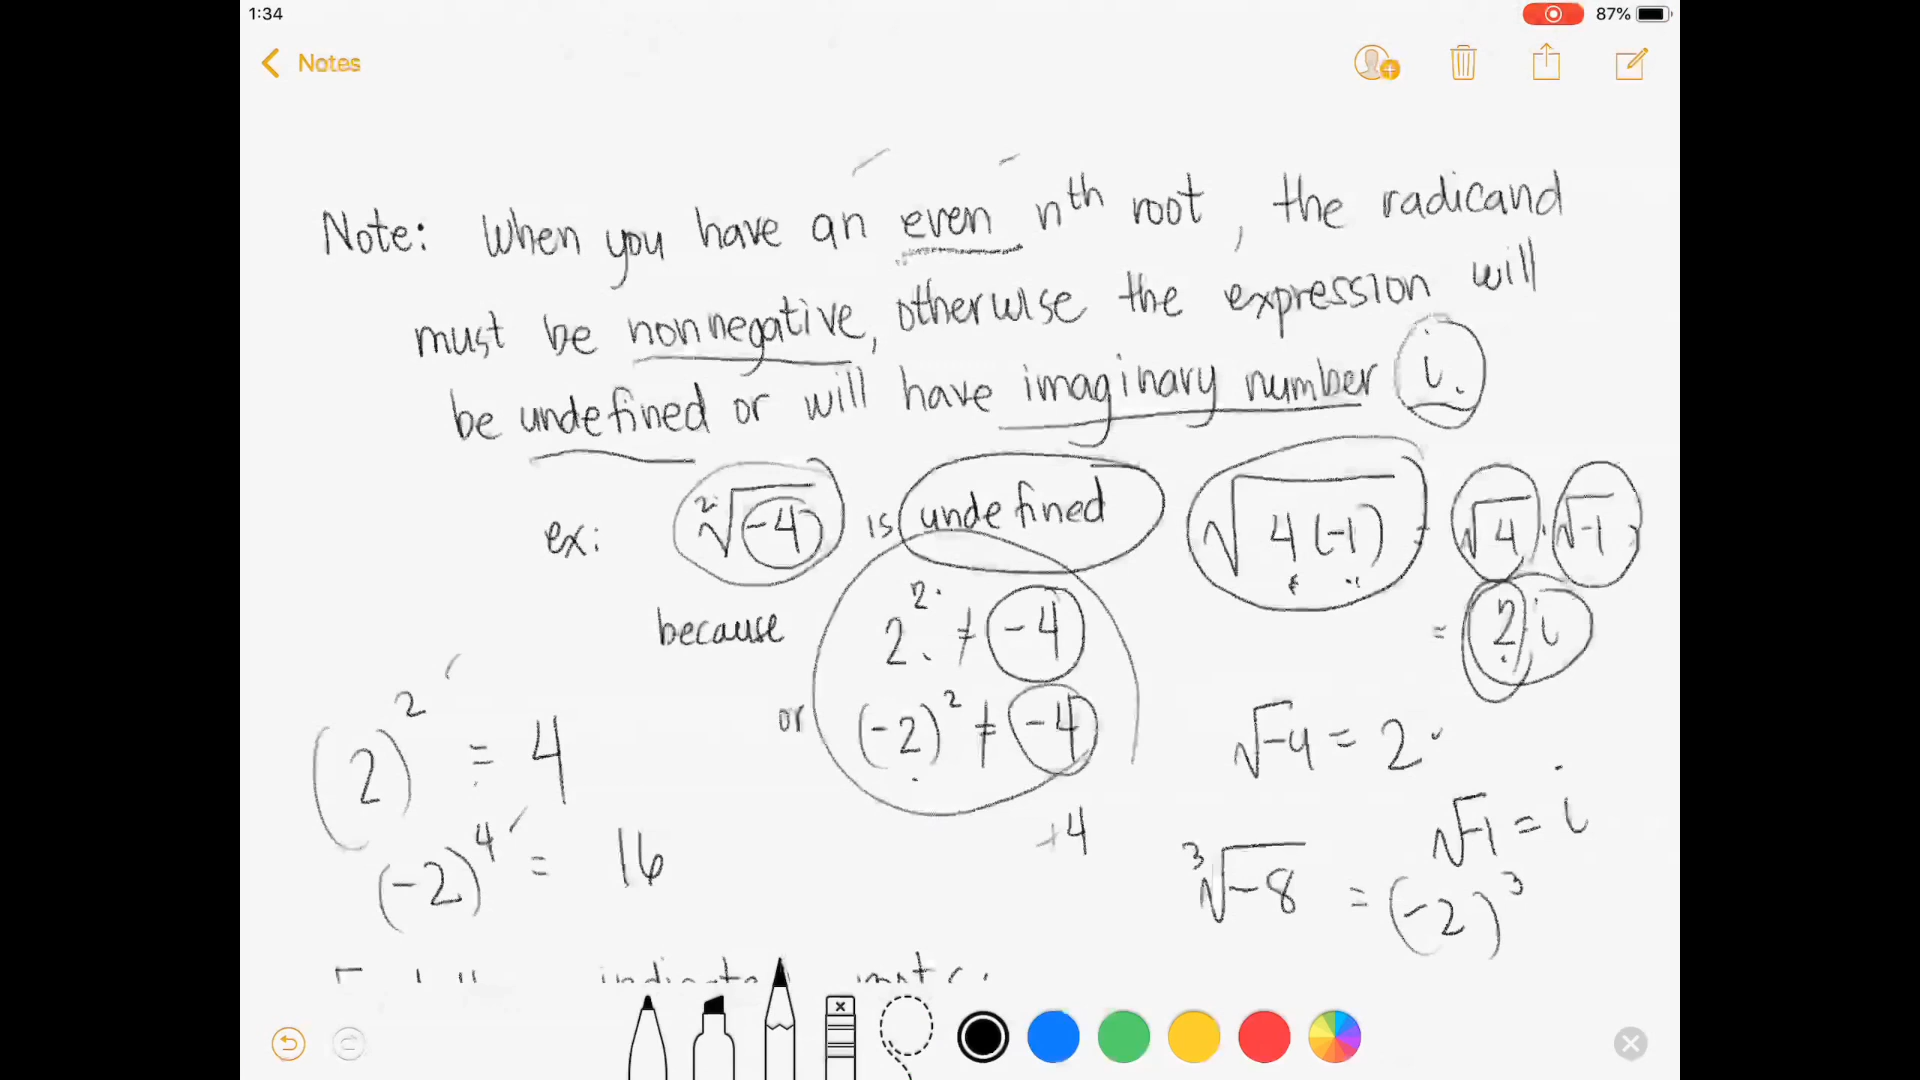 1:34
87%
Notes
Note: When you have an even nth root, the radicand
must be nonnegative, otherwise the expression will
be undefined or will have imaginary number i.
ex: ²√-4 is undefined √4(-1) = √4 · √-1
because 2² ≠ -4 = 2i
or (-2)² ≠ -4 √-4 = 2
(2)² = 4
+4 √-1 = i
(-2)⁴ = 16
³√-8 = (-2)³